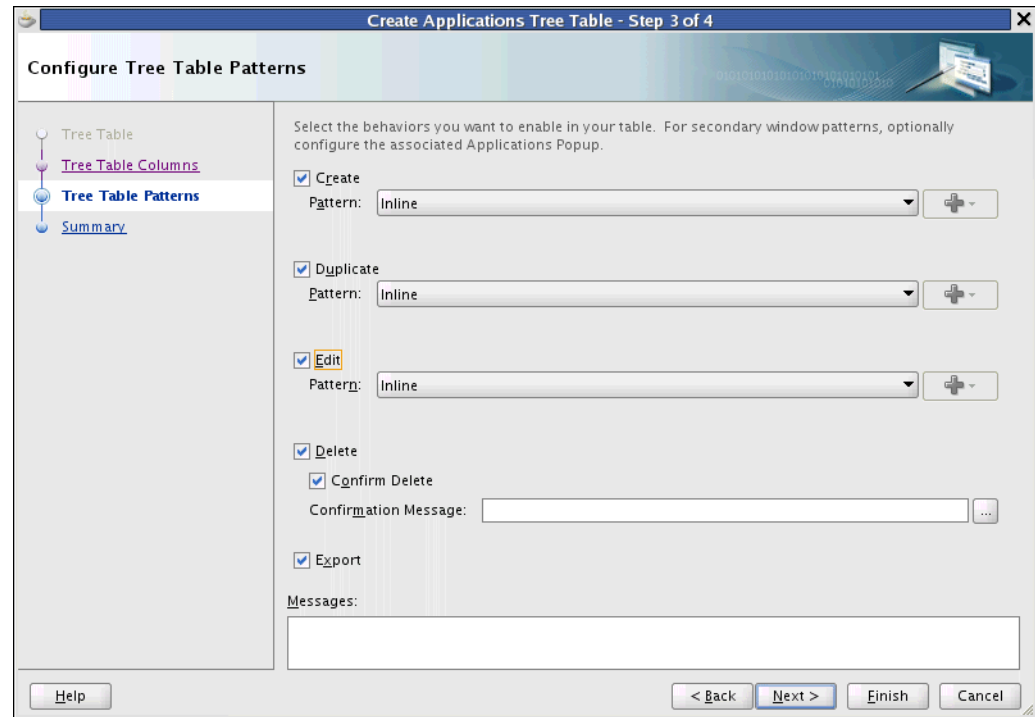 Create Applications Tree Table - Step 3 of 4
Configure Tree Table Patterns
Tree Table
Tree Table Columns
Tree Table Patterns
Summary
Select the behaviors you want to enable in your table. For secondary window patterns, optionally
configure the associated Applications Popup.
Create
Pattern: Inline
Duplicate
Pattern: Inline
Edit
Pattern: Inline
Delete
Confirm Delete
Confirmation Message: ...
Export
Messages:
Help < Back Next > Finish Cancel